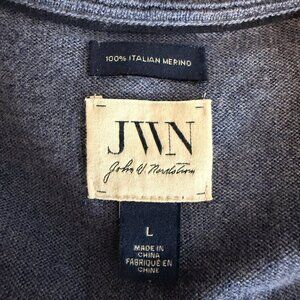 100% ITALIAN MERINO
JWN
John W. Nordstrom
L
MADE IN
CHINA
FABRIQUÉ EN
CHINE